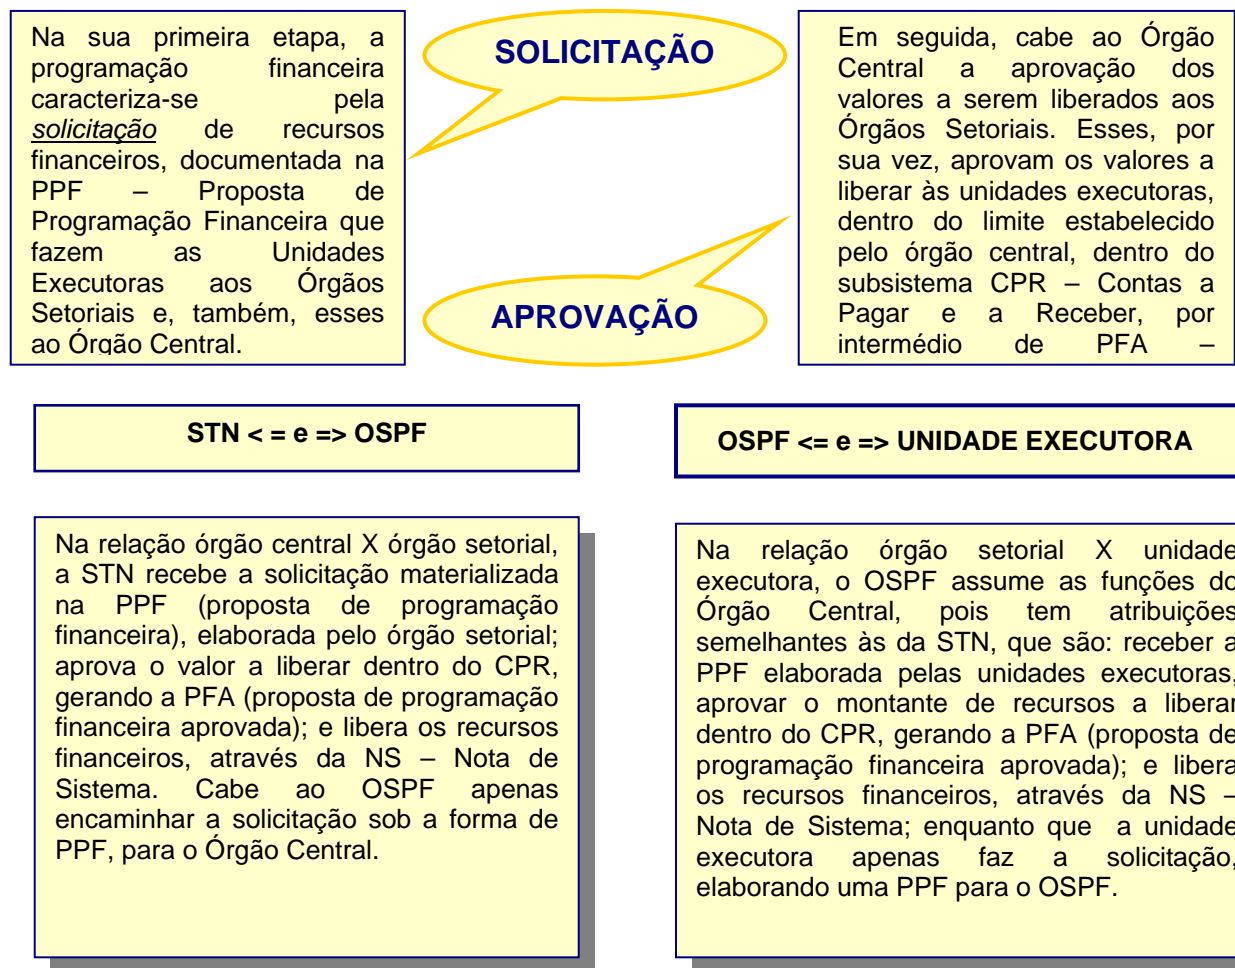 Na sua primeira etapa, a
programação financeira
caracteriza-se pela
solicitação de recursos
financeiros, documentada na
PPF – Proposta de
Programação Financeira que
fazem as Unidades
Executoras aos Órgãos
Setoriais e, também, esses
ao Órgão Central.
SOLICITAÇÃO
APROVAÇÃO
Em seguida, cabe ao Órgão
Central a aprovação dos
valores a serem liberados aos
Órgãos Setoriais. Esses, por
sua vez, aprovam os valores a
liberar às unidades executoras,
dentro do limite estabelecido
pelo órgão central, dentro do
subsistema CPR – Contas a
Pagar e a Receber, por
intermédio de PFA –
STN < = e => OSPF
Na relação órgão central X órgão setorial,
a STN recebe a solicitação materializada
na PPF (proposta de programação
financeira), elaborada pelo órgão setorial;
aprova o valor a liberar dentro do CPR,
gerando a PFA (proposta de programação
financeira aprovada); e libera os recursos
financeiros, através da NS – Nota de
Sistema. Cabe ao OSPF apenas
encaminhar a solicitação sob a forma de
PPF, para o Órgão Central.
OSPF <= e => UNIDADE EXECUTORA
Na relação órgão setorial X unidade
executora, o OSPF assume as funções do
Órgão Central, pois tem atribuições
semelhantes às da STN, que são: receber a
PPF elaborada pelas unidades executoras,
aprovar o montante de recursos a liberar
dentro do CPR, gerando a PFA (proposta de
programação financeira aprovada); e libera
os recursos financeiros, através da NS –
Nota de Sistema; enquanto que a unidade
executora apenas faz a solicitação,
elaborando uma PPF para o OSPF.